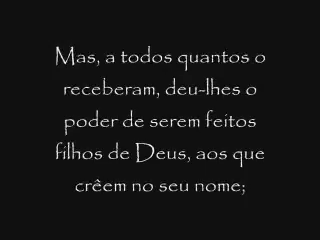 Mas, a todos quantos o
receberam, deu-lhes o
poder de serem feitos
filhos de Deus, aos que
crêem no seu nome;